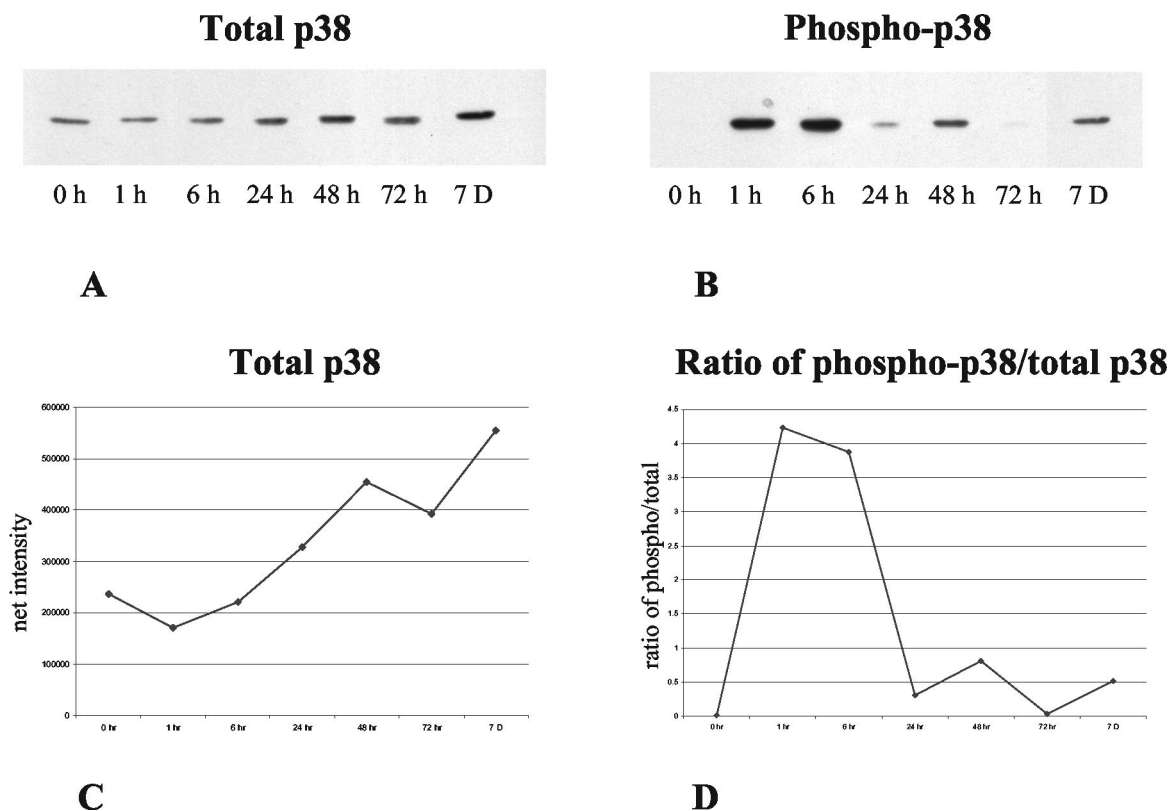 Total p38
0 h 1 h 6 h 24 h 48 h 72 h 7 D
A
Phospho-p38
0 h 1 h 6 h 24 h 48 h 72 h 7 D
B
Total p38
net intensity
600000
500000
400000
300000
200000
100000
0
0 hr 1 hr 6 hr 24 hr 48 hr 72 hr 7 D
C
Ratio of phospho-p38/total p38
ratio of phospho/total
4.5
4
3.5
3
2.5
2
1.5
1
0.5
0
0 hr 1 hr 6 hr 24 hr 48 hr 72 hr 7 D
D